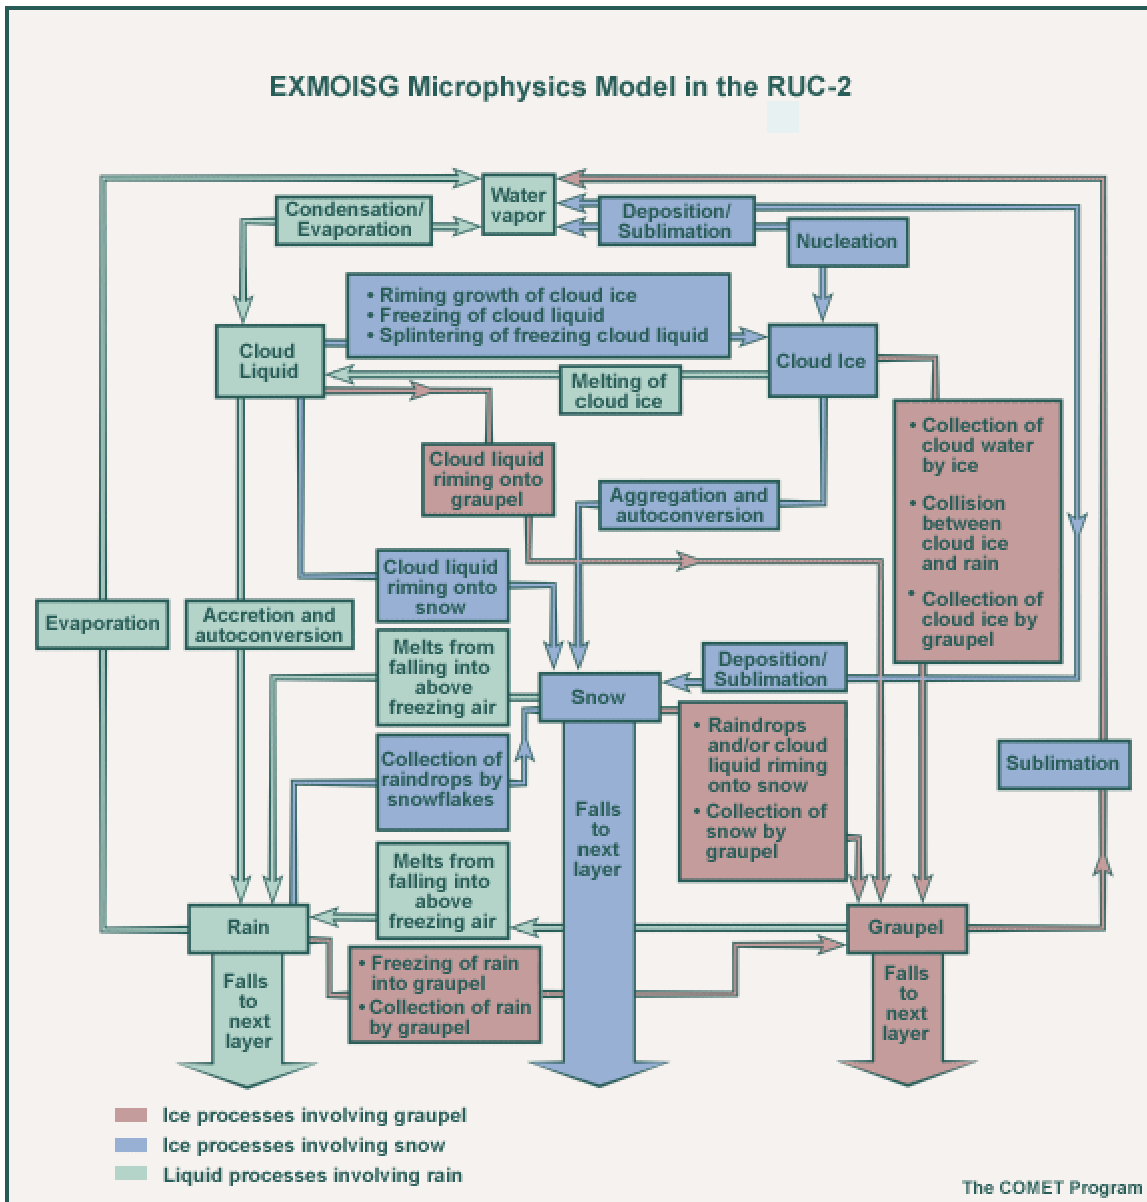 EXMOISG Microphysics Model in the RUC-2
Water
vapor
Condensation/
Evaporation
Deposition/
Sublimation
Nucleation
• Riming growth of cloud ice
• Freezing of cloud liquid
• Splintering of freezing cloud liquid
Cloud
Liquid
Cloud Ice
Melting of
cloud ice
• Collection of
cloud water
by ice
• Collision
between
cloud ice
and rain
• Collection of
cloud ice by
graupel
Cloud liquid
riming onto
graupel
Aggregation and
autoconversion
Cloud liquid
riming onto
snow
Evaporation
Accretion and
autoconversion
Melts from
falling into
above
freezing air
Deposition/
Sublimation
Snow
• Raindrops
and/or cloud
liquid riming
onto snow
• Collection of
snow by
graupel
Sublimation
Collection of
raindrops by
snowflakes
Falls
to
next
layer
Melts from
falling into
above
freezing air
Rain
Graupel
• Freezing of rain
into graupel
• Collection of rain
by graupel
Falls
to
next
layer
Falls
to
next
layer
Ice processes involving graupel
Ice processes involving snow
Liquid processes involving rain
The COMET Program